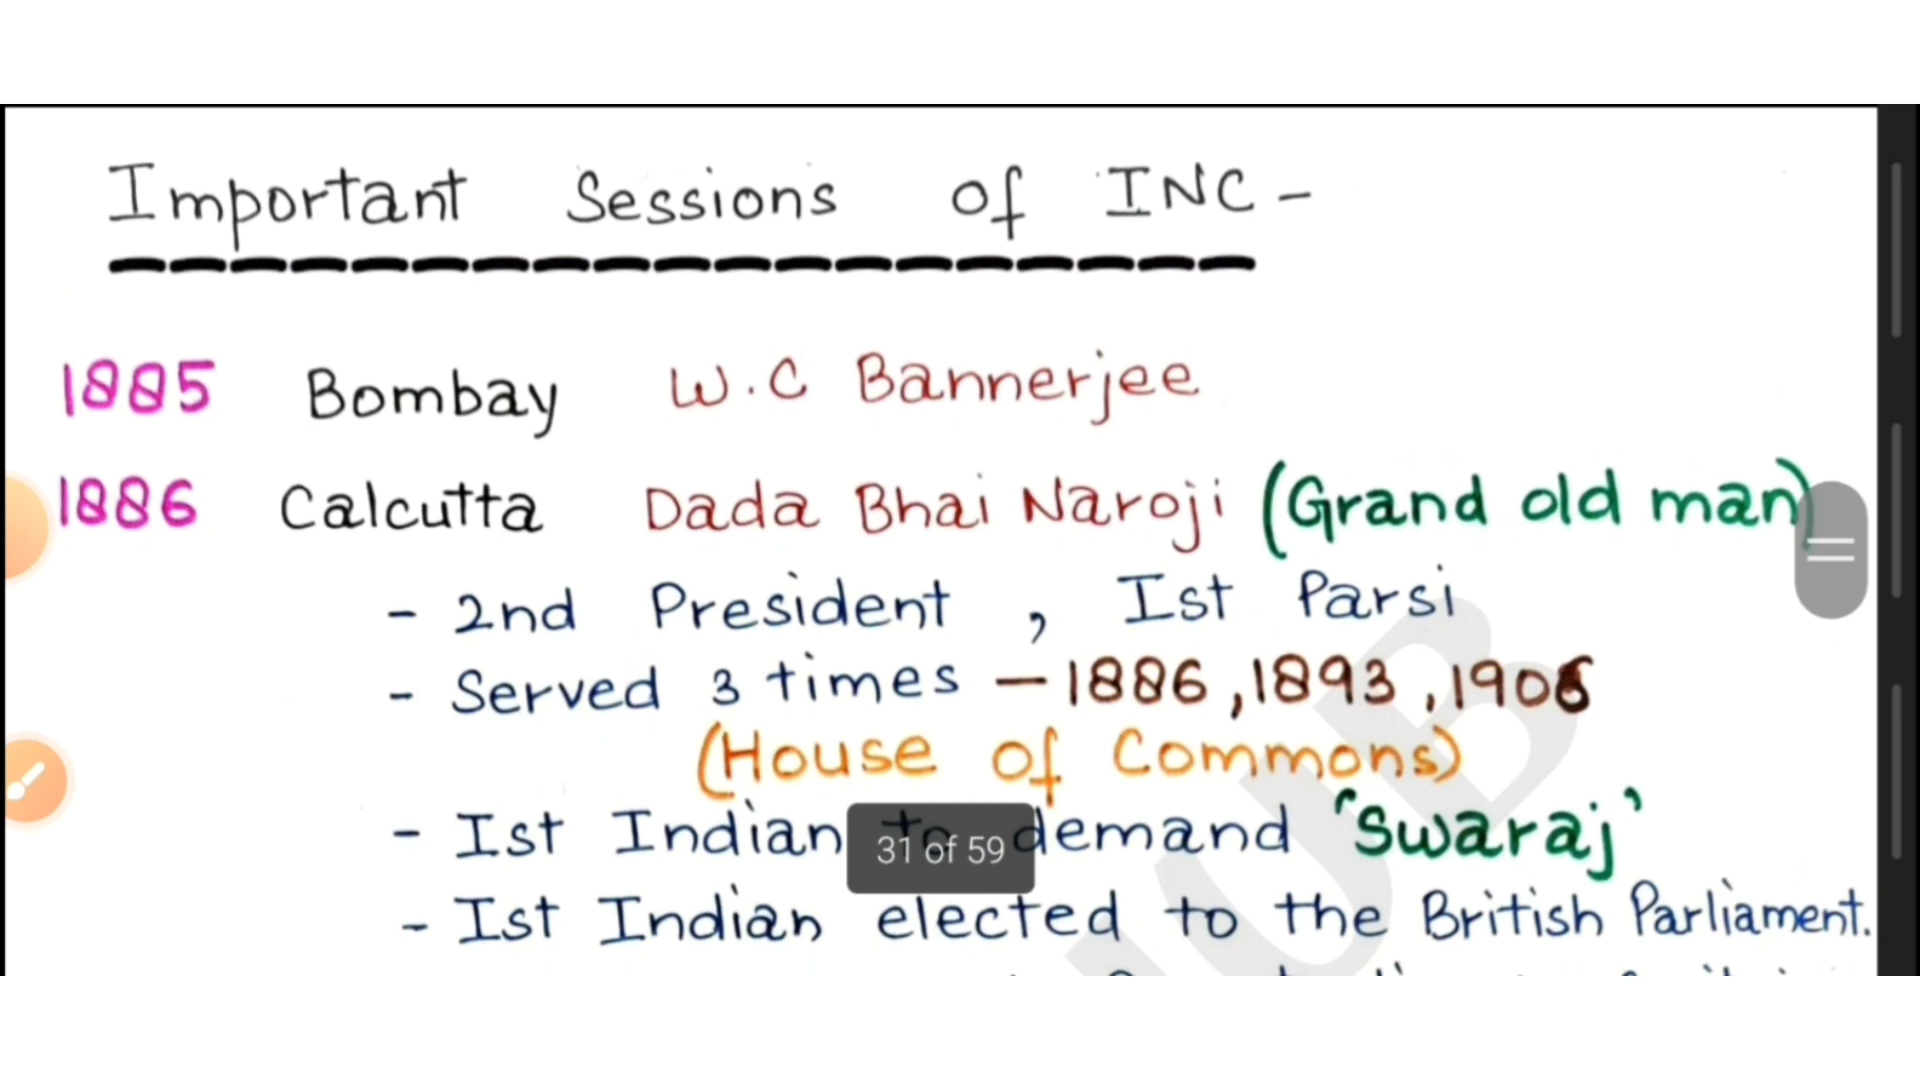 Important Sessions of INC -
1885 Bombay W.C Bannerjee
1886 Calcutta Dada Bhai Naroji (Grand old man)
- 2nd President , Ist Parsi
- Served 3 times - 1886, 1893, 1906
(House of Commons)
- Ist Indian to demand 'Swaraj'
31 of 59
- Ist Indian elected to the British Parliament.